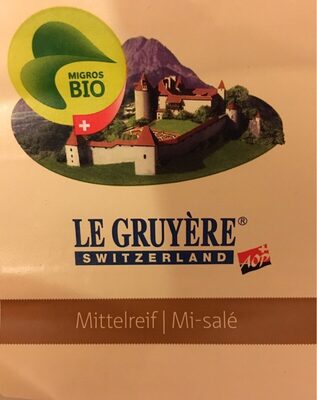 MIGROS
BIO
LE GRUYÈRE®
SWITZERLAND
AOP
Mittelreif | Mi-salé